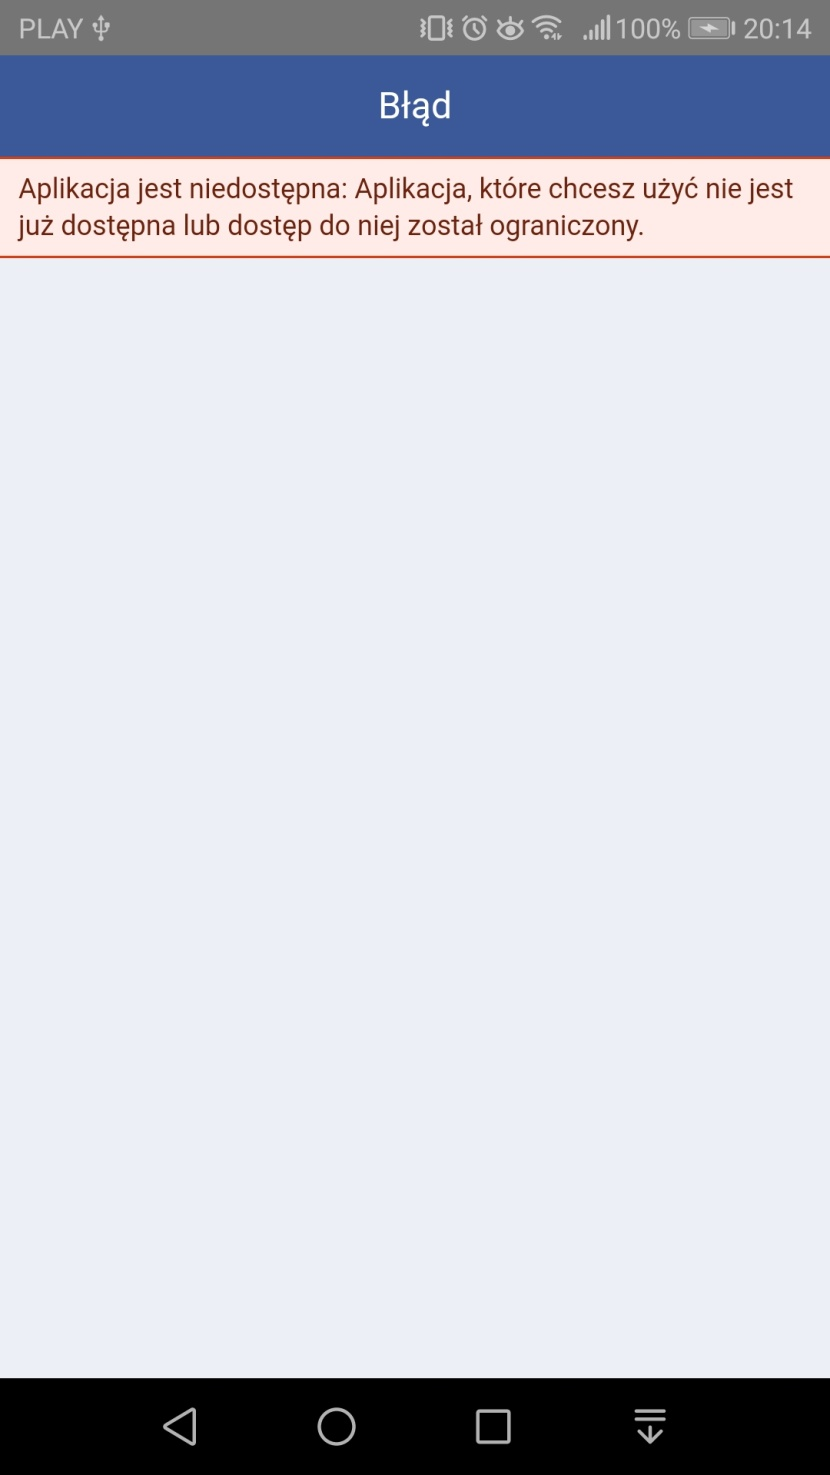 PLAY 100% 20:14
Błąd
Aplikacja jest niedostępna: Aplikacja, które chcesz użyć nie jest
już dostępna lub dostęp do niej został ograniczony.